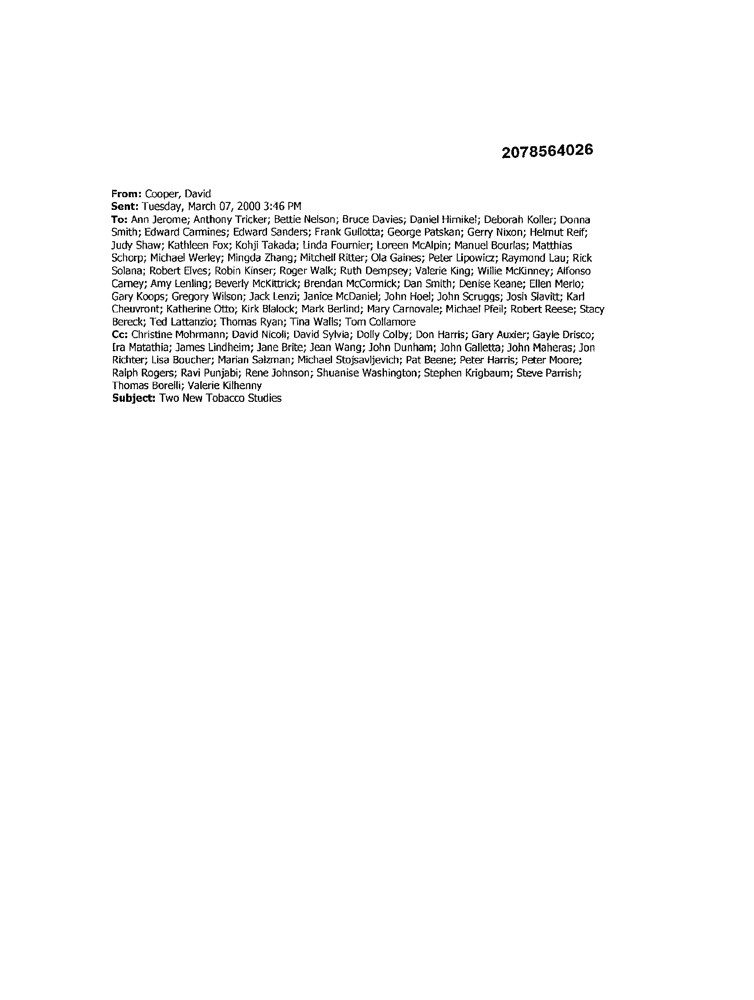 2078564026
From: Cooper, David
Sent: Tuesday, March 07, 2000 3:46 PM
To: Ann Jerome; Anthony Tricker; Bettie Nelson; Bruce Davies; Daniel Himikel; Deborah Koller; Donna
Smith; Edward Carmines; Edward Sanders; Frank Gullotta; George Patskan; Gerry Nixon; Helmut Reif;
Judy Shaw; Kathleen Fox; Kohji Takada; Linda Fournier; Loreen McAlpin; Manuel Bourlas; Matthias
Schorp; Michael Werley; Mingda Zhang; Mitchell Ritter; Ola Gaines; Peter Lipowicz; Raymond Lau; Rick
Solana; Robert Elves; Robin Kinser; Roger Walk; Ruth Dempsey; Valerie King; Willie McKinney; Alfonso
Carney; Amy Lenling; Beverly McKittrick; Brendan McCormick; Dan Smith; Denise Keane; Ellen Merlo;
Gary Koops; Gregory Wilson; Jack Lenzi; Janice McDaniel; John Hoel; John Scruggs; Josh Slavitt; Karl
Cheuvront; Katherine Otto; Kirk Blalock; Mark Berlind; Mary Carnovale; Michael Pfeil; Robert Reese; Stacy
Bereck; Ted Lattanzio; Thomas Ryan; Tina Walls; Tom Collamore
Cc: Christine Mohrmann; David Nicoli; David Sylvia; Dolly Colby; Don Harris; Gary Auxier; Gayle Drisco;
Ira Matathia; James Lindheim; Jane Brite; Jean Wang; John Dunham; John Galletta; John Maheras; Jon
Richter; Lisa Boucher; Marian Salzman; Michael Stojsavljevich; Pat Beene; Peter Harris; Peter Moore;
Ralph Rogers; Ravi Punjabi; Rene Johnson; Shuanise Washington; Stephen Krigbaum; Steve Parrish;
Thomas Borelli; Valerie Kilhenny
Subject: Two New Tobacco Studies